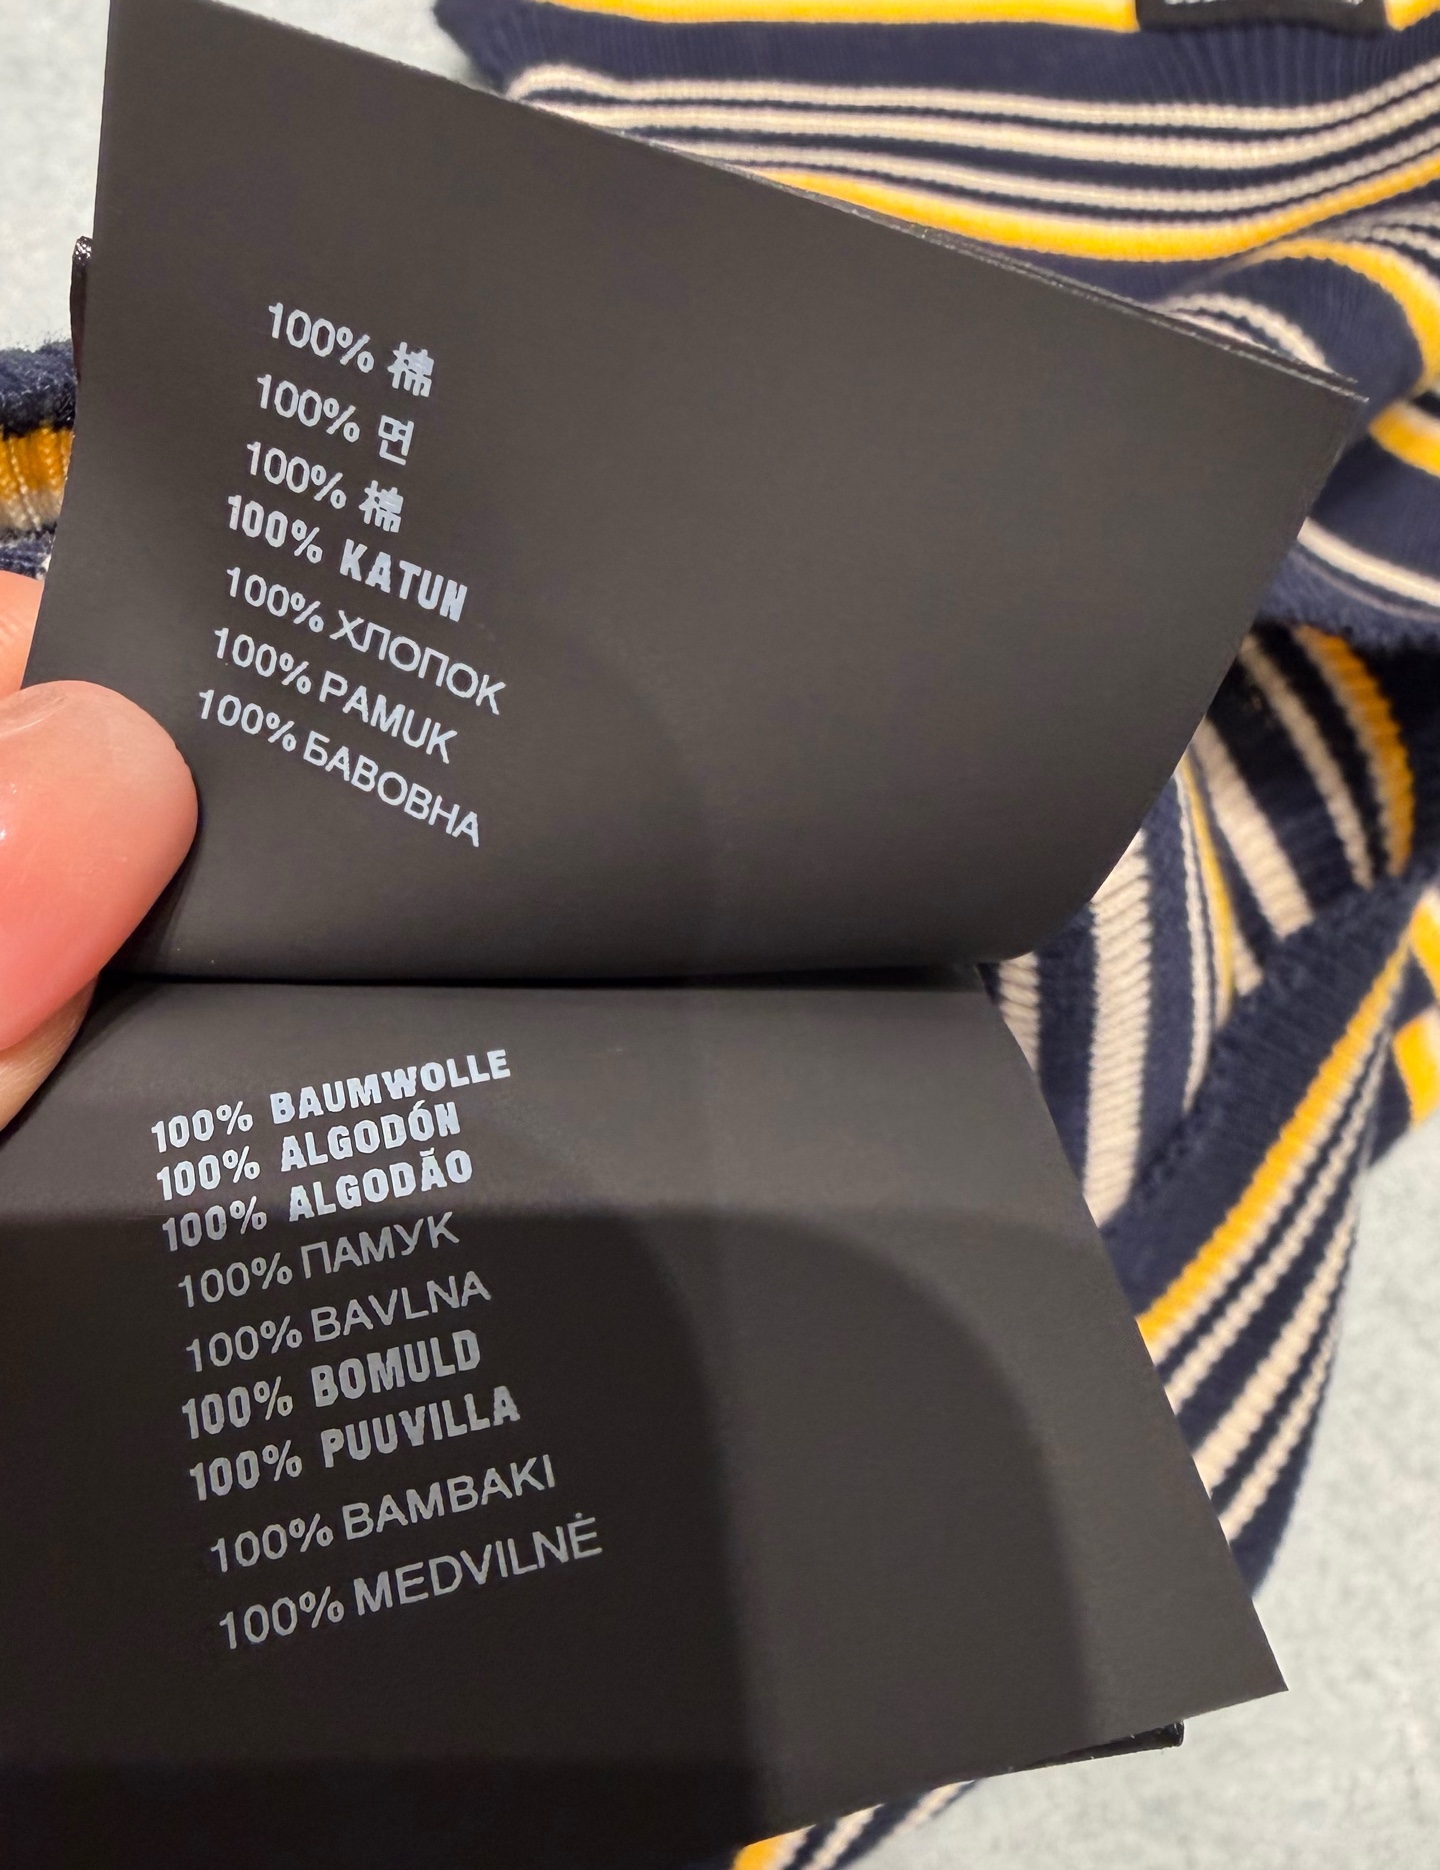 100% 棉
100% 면
100% 棉
100% KATUN
100% ХЛОПОК
100% PAMUK
100% БАВОВНА
100% BAUMWOLLE
100% ALGODÓN
100% ALGODÃO
100% ПАМУК
100% BAVLNA
100% BOMULD
100% PUUVILLA
100% BAMBAKI
100% MEDVILNĖ